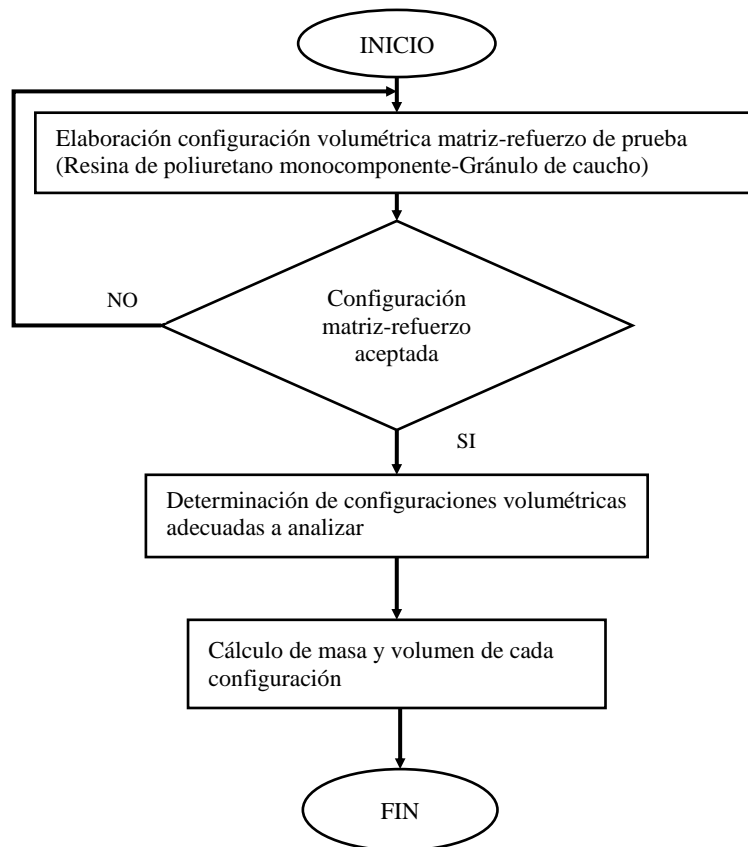 INICIO
Elaboración configuración volumétrica matriz-refuerzo de prueba
(Resina de poliuretano monocomponente-Gránulo de caucho)
NO
Configuración
matriz-refuerzo
aceptada
SI
Determinación de configuraciones volumétricas
adecuadas a analizar
Cálculo de masa y volumen de cada
configuración
FIN